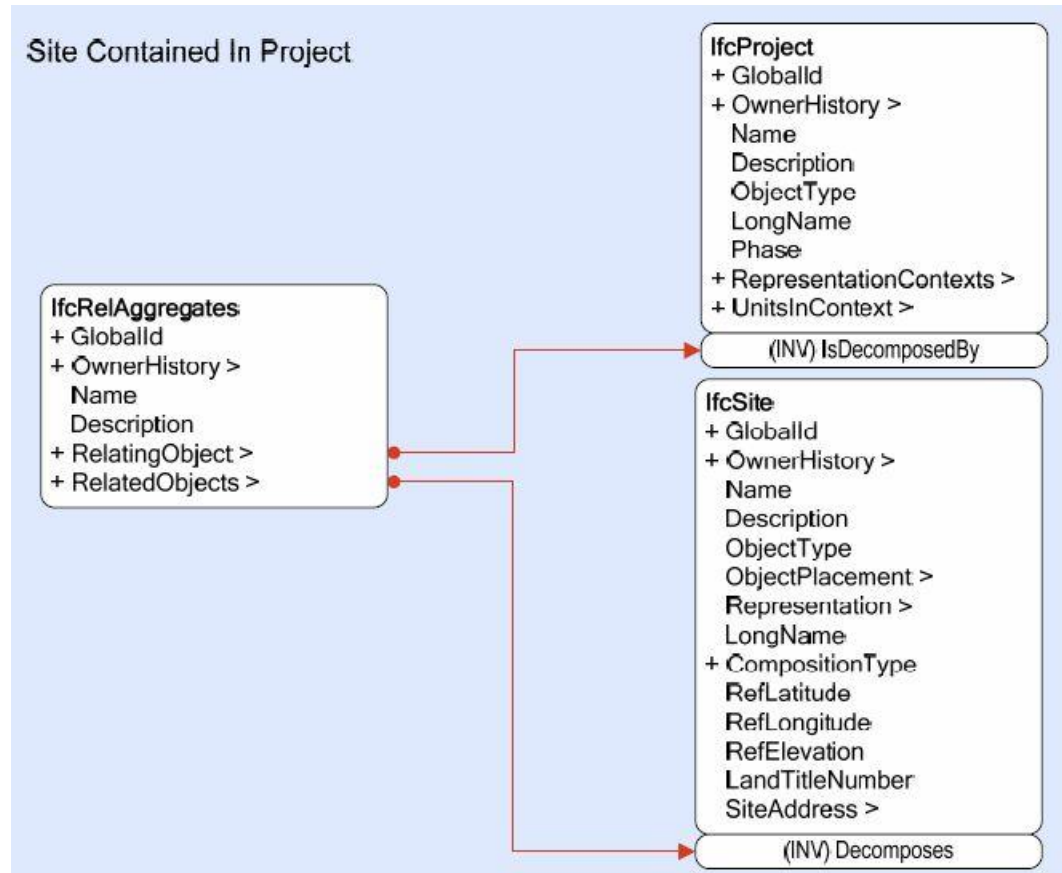 Site Contained In Project
IfcProject
+ GlobalId
+ OwnerHistory >
Name
Description
ObjectType
LongName
Phase
+ RepresentationContexts >
+ UnitsInContext >
(INV) IsDecomposedBy
IfcRelAggregates
+ GlobalId
+ OwnerHistory >
Name
Description
+ RelatingObject >
+ RelatedObjects >
IfcSite
+ GlobalId
+ OwnerHistory >
Name
Description
ObjectType
ObjectPlacement >
Representation >
LongName
+ CompositionType
RefLatitude
RefLongitude
RefElevation
LandTitleNumber
SiteAddress >
(INV) Decomposes